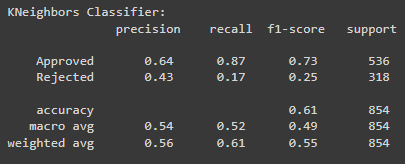 KNeighbors Classifier:
precision recall f1-score support
Approved 0.64 0.87 0.73 536
Rejected 0.43 0.17 0.25 318
accuracy 0.61 854
macro avg 0.54 0.52 0.49 854
weighted avg 0.56 0.61 0.55 854